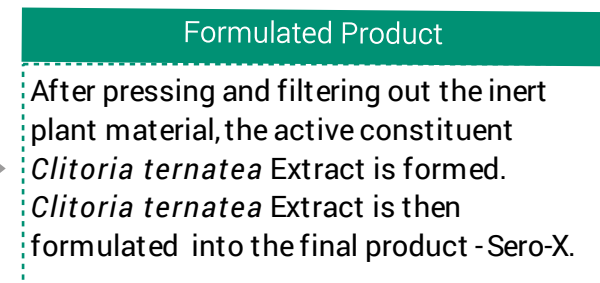 Formulated Product
After pressing and filtering out the inert
plant material, the active constituent
Clitoria ternatea Extract is formed.
Clitoria ternatea Extract is then
formulated into the final product - Sero-X.